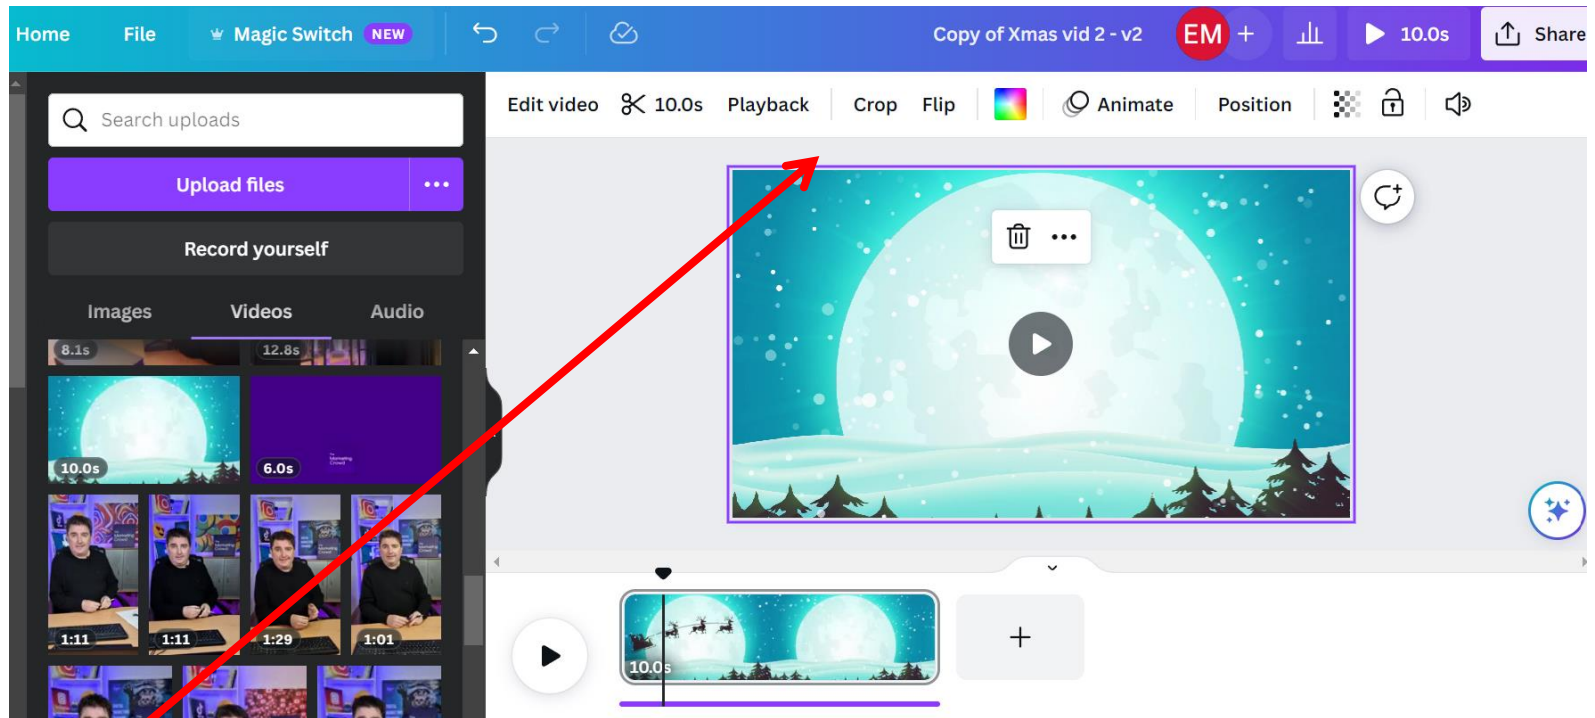 Home File Magic Switch NEW Copy of Xmas vid 2 - v2 EM + 10.0s Share
Search uploads
Edit video 10.0s Playback Crop Flip Animate Position
Upload files
Record yourself
Images Videos Audio
8.1s 12.8s
10.0s 6.0s
1:11 1:11 1:29 1:01
10.0s